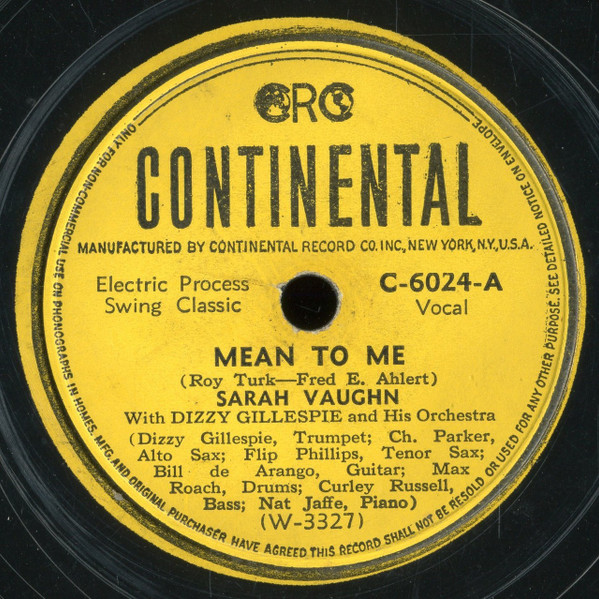 CRC
CONTINENTAL
MANUFACTURED BY CONTINENTAL RECORD CO. INC., NEW YORK, N.Y., U.S.A.
Electric Process
Swing Classic
C-6024-A
Vocal
MEAN TO ME
(Roy Turk—Fred E. Ahlert)
SARAH VAUGHN
With DIZZY GILLESPIE and His Orchestra
(Dizzy Gillespie, Trumpet; Ch. Parker,
Alto Sax; Flip Phillips, Tenor Sax;
Bill de Arango, Guitar; Max
Roach, Drums; Curley Russell,
Bass; Nat Jaffe, Piano)
(W-3327)
ONLY FOR NON-COMMERCIAL USE ON PHONOGRAPHS IN HOMES. MFG. AND ORIGINAL PURCHASER HAVE AGREED THIS RECORD SHALL NOT BE RESOLD OR USED FOR ANY OTHER PURPOSE. SEE DETAILED NOTICE ON ENVELOPE